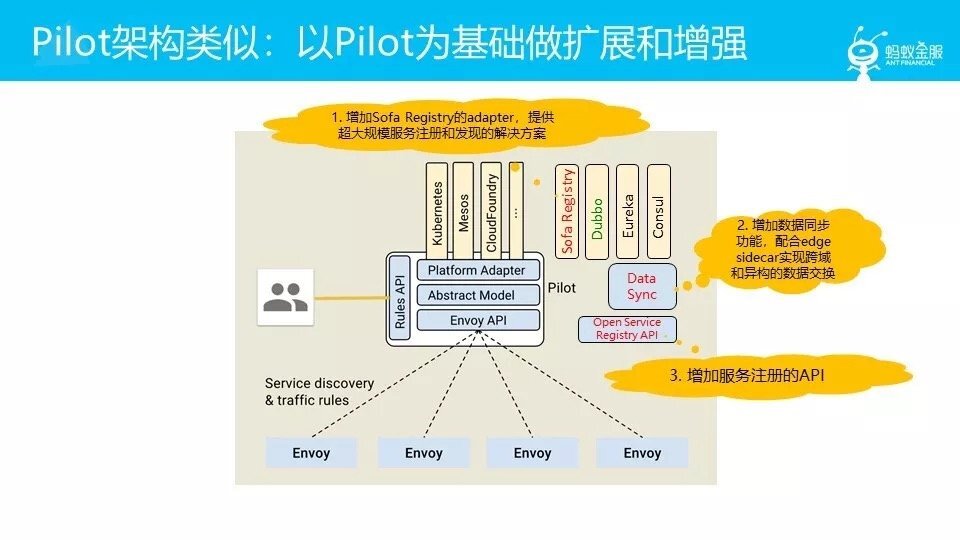 Pilot架构类似：以Pilot为基础做扩展和增强
蚂蚁金服
ANT FINANCIAL
1. 增加Sofa Registry的adapter，提供
超大规模服务注册和发现的解决方案
Kubernetes
Mesos
CloudFoundry
...
Sofa Registry
Dubbo
Eureka
Consul
2. 增加数据同步
功能，配合edge
sidecar实现跨域
和异构的数据交换
Rules API
Platform Adapter
Abstract Model
Envoy API
Pilot
Data
Sync
Open Service
Registry API
3. 增加服务注册的API
Service discovery
& traffic rules
Envoy
Envoy
Envoy
Envoy